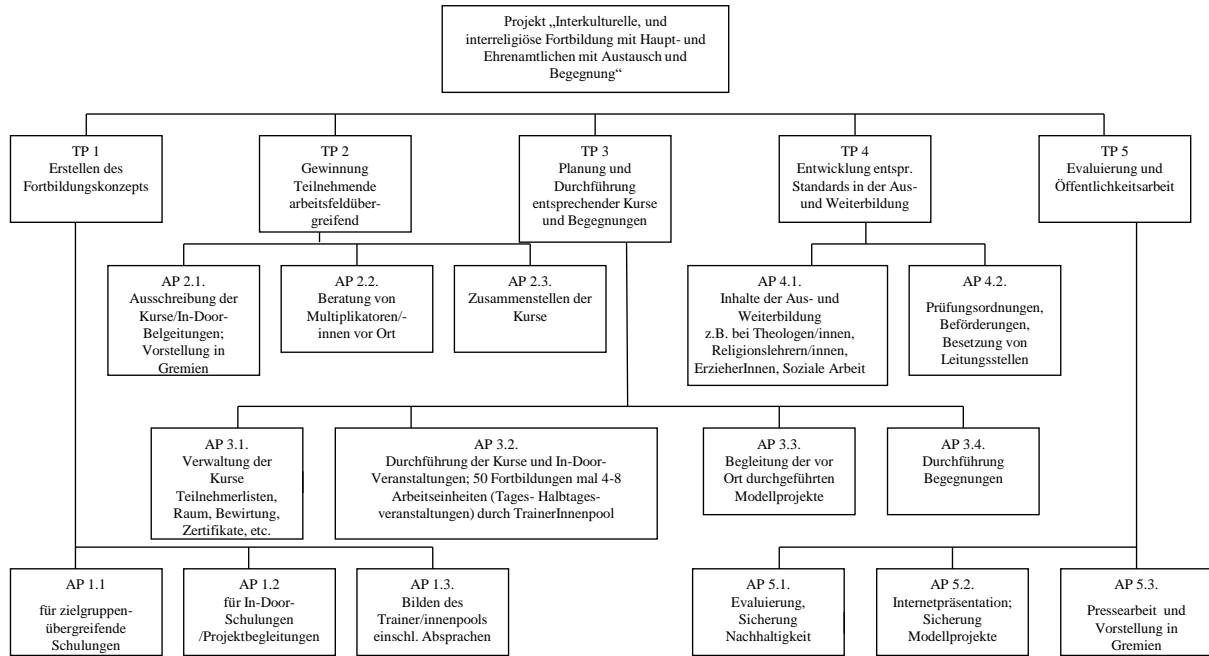 Projekt „Interkulturelle, und
interreligiöse Fortbildung mit Haupt- und
Ehrenamtlichen mit Austausch und
Begegnung“
TP 1
Erstellen des
Fortbildungskonzepts
TP 2
Gewinnung
Teilnehmende
arbeitsfeldüber-
greifend
TP 3
Planung und
Durchführung
entsprechender Kurse
und Begegnungen
TP 4
Entwicklung entspr.
Standards in der Aus-
und Weiterbildung
TP 5
Evaluierung und
Öffentlichkeitsarbeit
AP 2.1.
Ausschreibung der
Kurse/In-Door-
Belgeitungen;
Vorstellung in
Gremien
AP 2.2.
Beratung von
Multiplikatoren/-
innen vor Ort
AP 2.3.
Zusammenstellen der
Kurse
AP 4.1.
Inhalte der Aus- und
Weiterbildung
z.B. bei Theologen/innen,
Religionslehrern/innen,
ErzieherInnen, Soziale Arbeit
AP 4.2.
Prüfungsordnungen,
Beförderungen,
Besetzung von
Leitungsstellen
AP 3.1.
Verwaltung der
Kurse
Teilnehmerlisten,
Raum, Bewirtung,
Zertifikate, etc.
AP 3.2.
Durchführung der Kurse und In-Door-
Veranstaltungen; 50 Fortbildungen mal 4-8
Arbeitseinheiten (Tages- Halbtages-
veranstaltungen) durch TrainerInnenpool
AP 3.3.
Begleitung der vor
Ort durchgeführten
Modellprojekte
AP 3.4.
Durchführung
Begegnungen
AP 1.1
für zielgruppen-
übergreifende
Schulungen
AP 1.2
für In-Door-
Schulungen
/Projektbegleitungen
AP 1.3.
Bilden des
Trainer/innenpools
einschl. Absprachen
AP 5.1.
Evaluierung,
Sicherung
Nachhaltigkeit
AP 5.2.
Internetpräsentation;
Sicherung
Modellprojekte
AP 5.3.
Pressearbeit und
Vorstellung in
Gremien